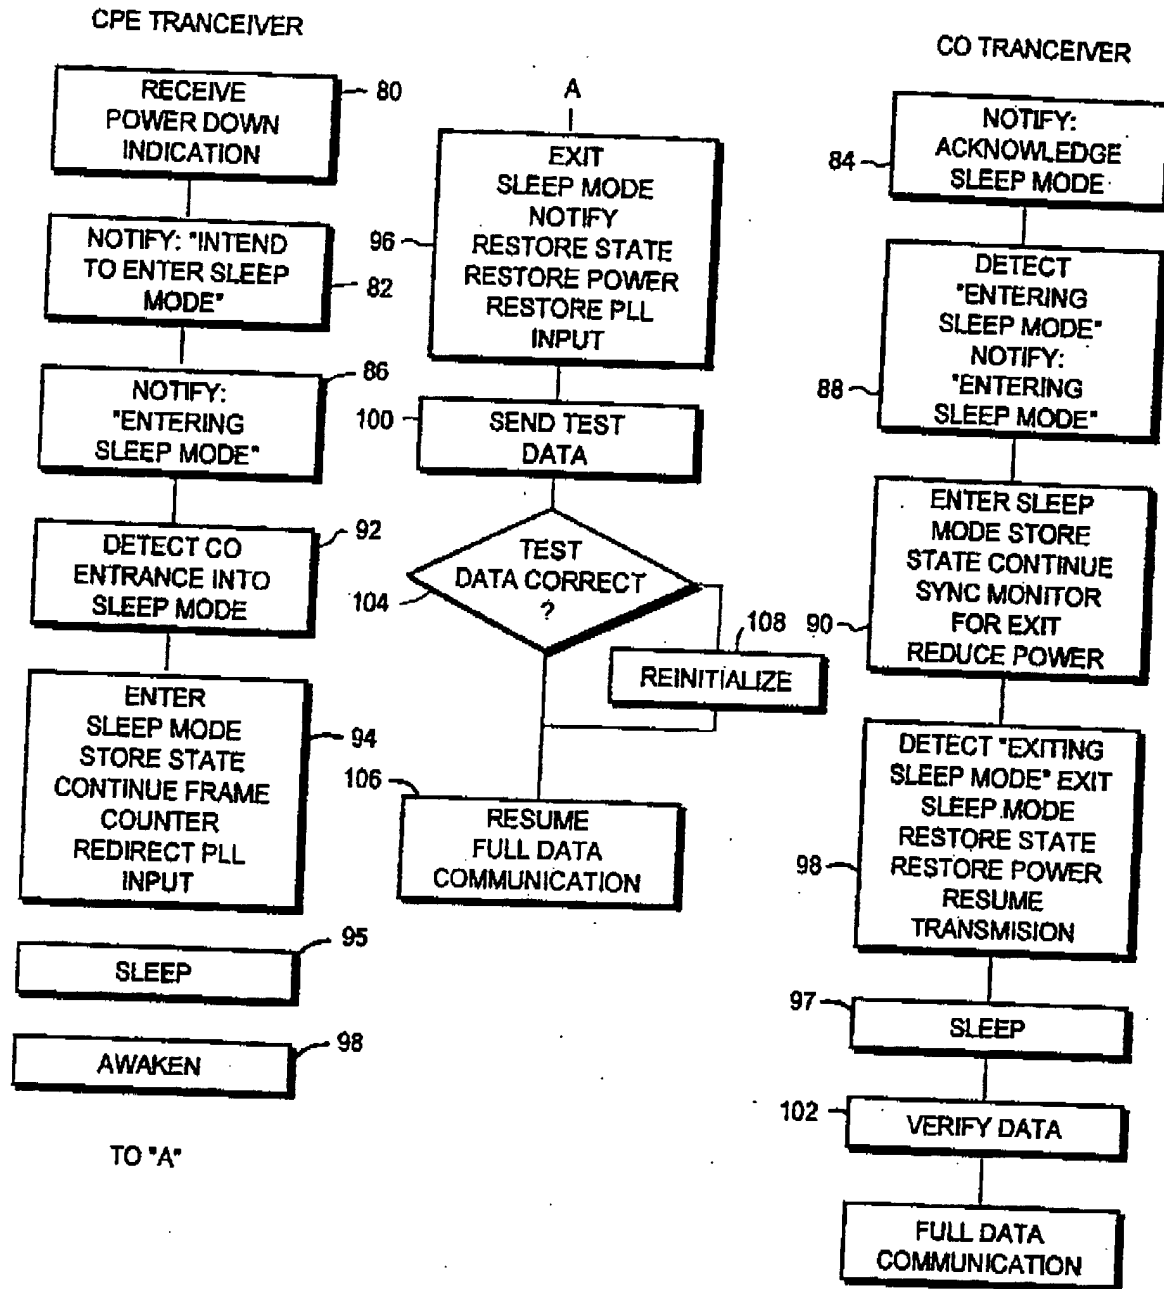 CPE TRANCEIVER
RECEIVE
POWER DOWN
INDICATION
80
NOTIFY: "INTEND
TO ENTER SLEEP
MODE"
82
86
NOTIFY:
"ENTERING
SLEEP MODE"
92
DETECT CO
ENTRANCE INTO
SLEEP MODE
ENTER
SLEEP MODE
STORE STATE
CONTINUE FRAME
COUNTER
REDIRECT PLL
INPUT
94
95
SLEEP
98
AWAKEN
TO "A"
A
EXIT
SLEEP MODE
NOTIFY
RESTORE STATE
RESTORE POWER
RESTORE PLL
INPUT
96
100
SEND TEST
DATA
TEST
DATA CORRECT
?
104
108
REINITIALIZE
106
RESUME
FULL DATA
COMMUNICATION
CO TRANCEIVER
NOTIFY:
ACKNOWLEDGE
SLEEP MODE
84
DETECT
"ENTERING
SLEEP MODE"
NOTIFY:
"ENTERING
SLEEP MODE"
88
ENTER SLEEP
MODE STORE
STATE CONTINUE
SYNC MONITOR
FOR EXIT
REDUCE POWER
90
DETECT "EXITING
SLEEP MODE" EXIT
SLEEP MODE
RESTORE STATE
RESTORE POWER
RESUME
TRANSMISION
98
97
SLEEP
102
VERIFY DATA
FULL DATA
COMMUNICATION